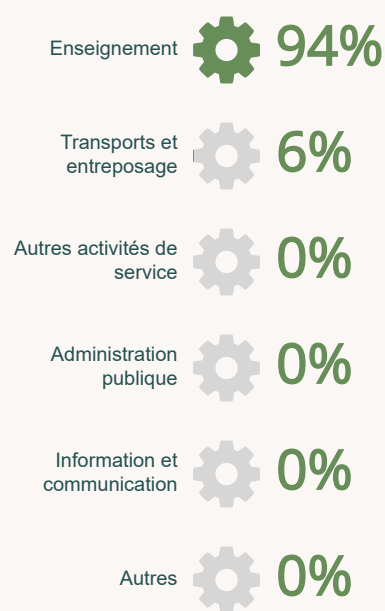 Enseignement 94%
Transports et
entreposage 6%
Autres activités de
service 0%
Administration
publique 0%
Information et
communication 0%
Autres 0%